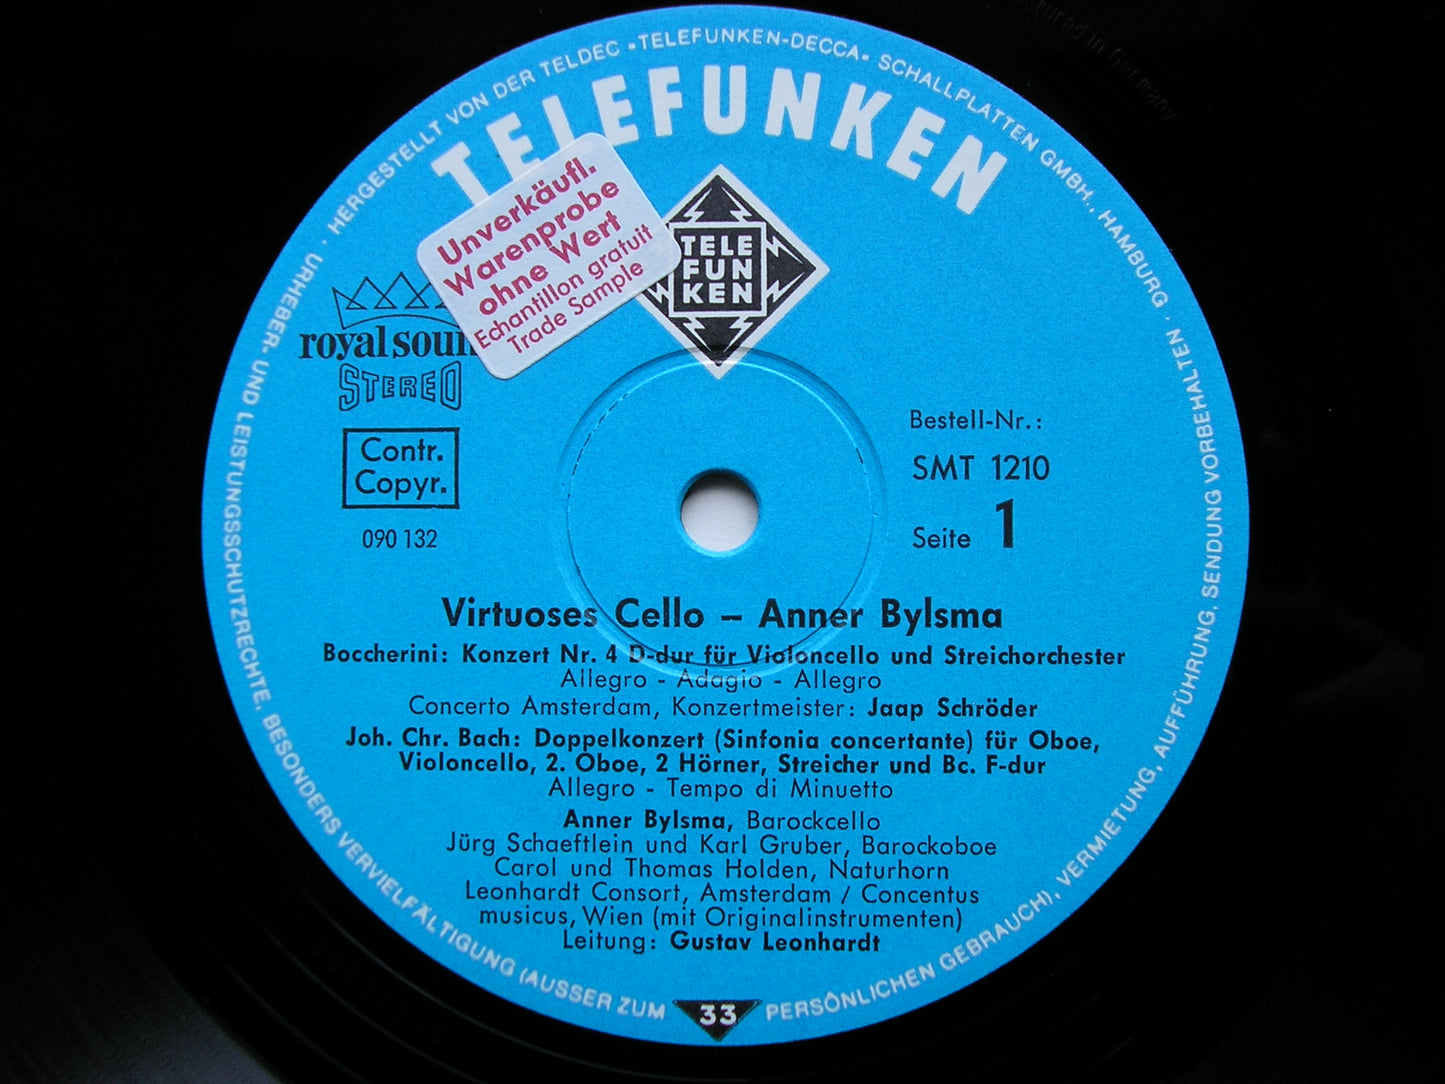 HERGESTELLT VON DER TELDEC »TELEFUNKEN-DECCA« SCHALLPLATTEN GMBH., HAMBURG · URHEBER- UND LEISTUNGSSCHUTZRECHTE, BESONDERS VERVIELFÄLTIGUNG (AUSSER ZUM PERSÖNLICHEN GEBRAUCH), VERMIETUNG, AUFFÜHRUNG, SENDUNG VORBEHALTEN ·
TELEFUNKEN
Unverkäufl.
Warenprobe
ohne Wert
Echantillon gratuit
Trade Sample
TELE
FUN
KEN
royal soun
STEREO
Contr.
Copyr.
090 132
Bestell-Nr.:
SMT 1210
Seite 1
Virtuoses Cello – Anner Bylsma
Boccherini: Konzert Nr. 4 D-dur für Violoncello und Streichorchester
Allegro - Adagio - Allegro
Concerto Amsterdam, Konzertmeister: Jaap Schröder
Joh. Chr. Bach: Doppelkonzert (Sinfonia concertante) für Oboe,
Violoncello, 2. Oboe, 2 Hörner, Streicher und Bc. F-dur
Allegro - Tempo di Minuetto
Anner Bylsma, Barockcello
Jürg Schaeftlein und Karl Gruber, Barockoboe
Carol und Thomas Holden, Naturhorn
Leonhardt Consort, Amsterdam / Concentus
musicus, Wien (mit Originalinstrumenten)
Leitung: Gustav Leonhardt
33